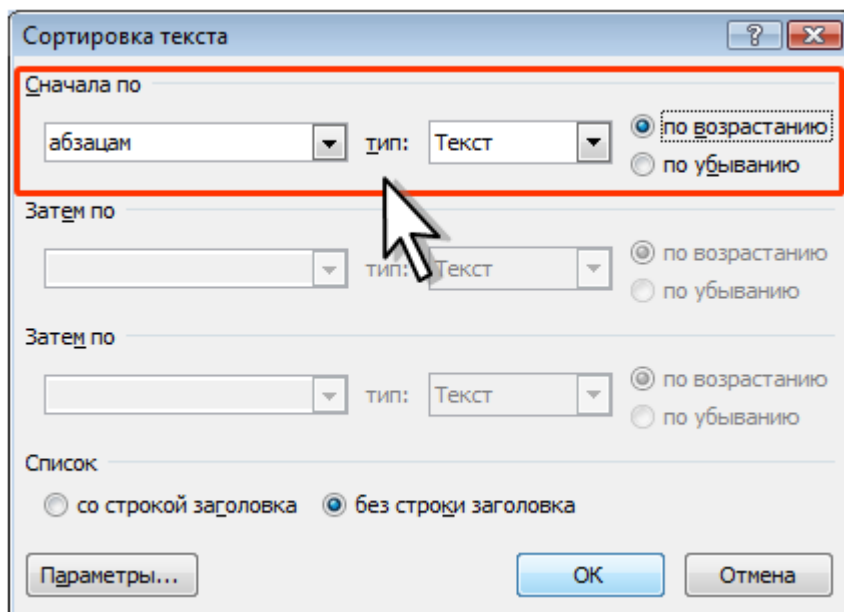 Сортировка текста
Сначала по
абзацам тип: Текст по возрастанию
по убыванию
Затем по
тип: Текст по возрастанию
по убыванию
Затем по
тип: Текст по возрастанию
по убыванию
Список
со строкой заголовка без строки заголовка
Параметры... ОК Отмена